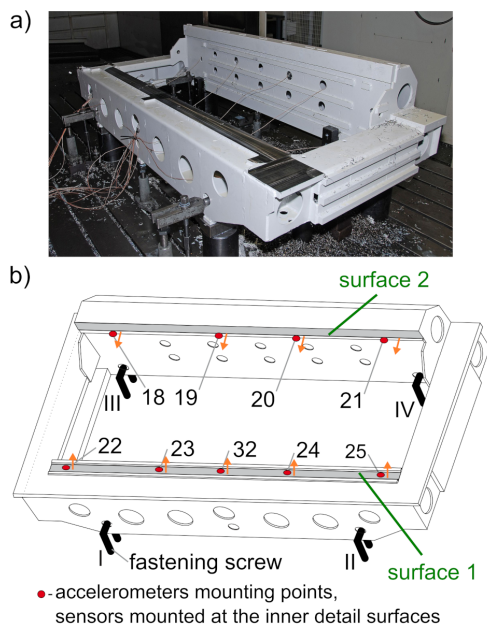 a)
b)
surface 2
18 19 20 21
III
IV
22 23 32 24 25
I
II
fastening screw
surface 1
- accelerometers mounting points,
sensors mounted at the inner detail surfaces